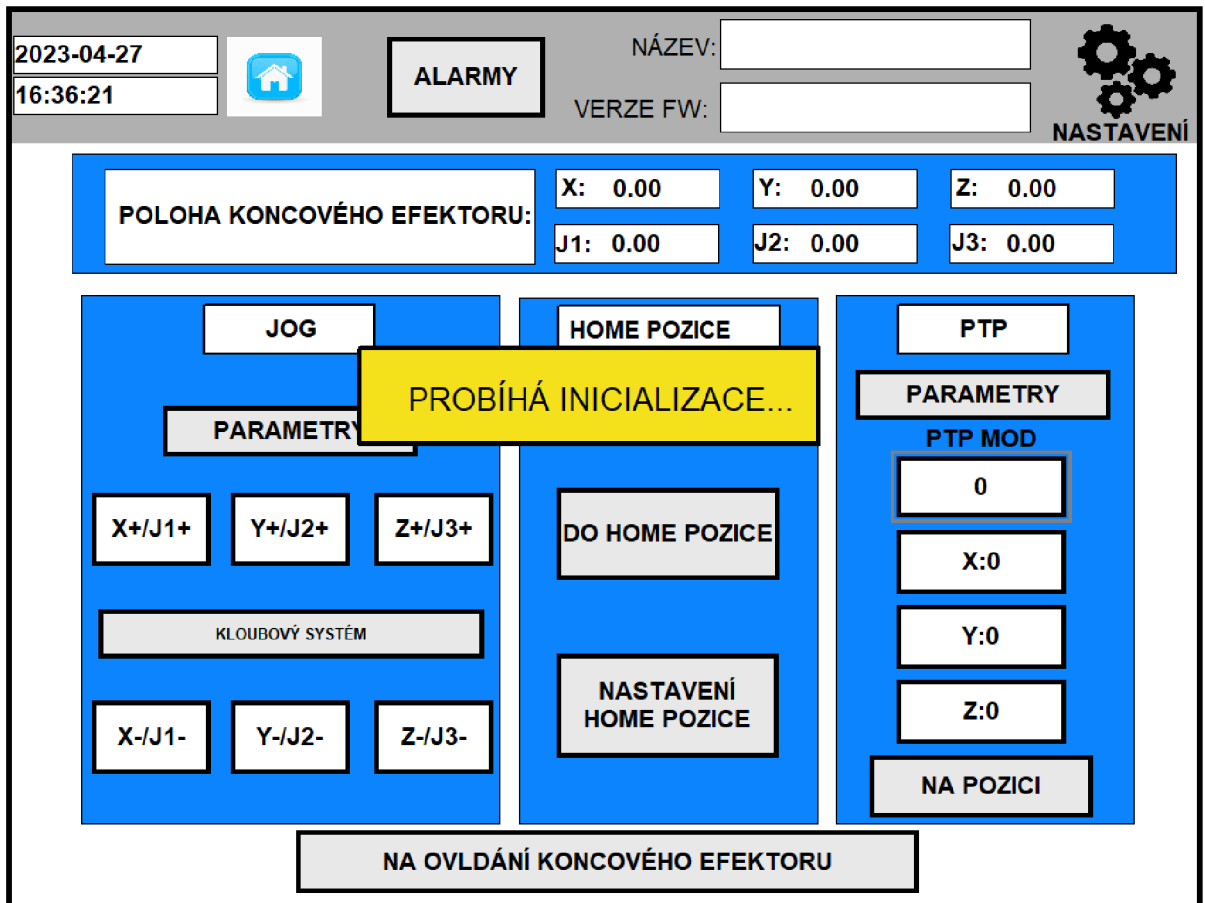 2023-04-27
16:36:21
ALARMY
NÁZEV:
VERZE FW:
NASTAVENÍ
POLOHA KONCOVÉHO EFEKTORU:
X: 0.00
Y: 0.00
Z: 0.00
J1: 0.00
J2: 0.00
J3: 0.00
JOG
PARAMETRY
X+/J1+
Y+/J2+
Z+/J3+
KLOUBOVÝ SYSTÉM
X-/J1-
Y-/J2-
Z-/J3-
HOME POZICE
PROBÍHÁ INICIALIZACE...
DO HOME POZICE
NASTAVENÍ
HOME POZICE
PTP
PARAMETRY
PTP MOD
0
X:0
Y:0
Z:0
NA POZICI
NA OVLDÁNÍ KONCOVÉHO EFEKTORU